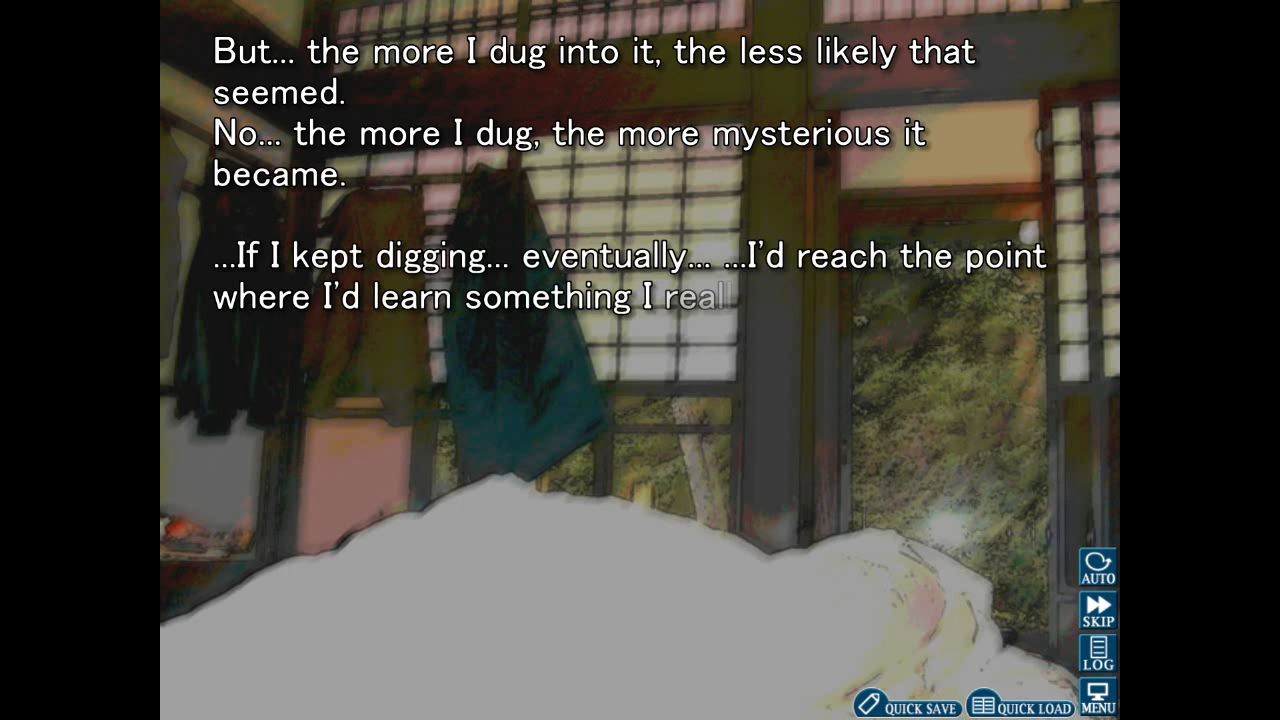 But... the more I dug into it, the less likely that
seemed.
No... the more I dug, the more mysterious it
became.
...If I kept digging... eventually... ...I'd reach the point
where I'd learn something I real
AUTO
SKIP
LOG
MENU
QUICK SAVE
QUICK LOAD